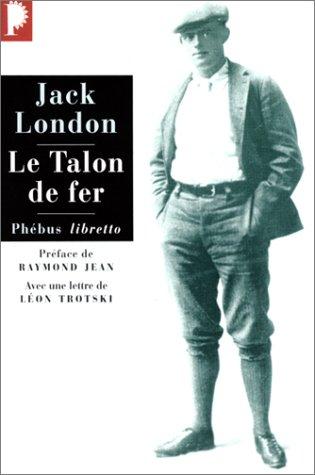 Jack
London
Le Talon
de fer
Phébus libretto
Préface de
RAYMOND JEAN
Avec une lettre de
LÉON TROTSKI